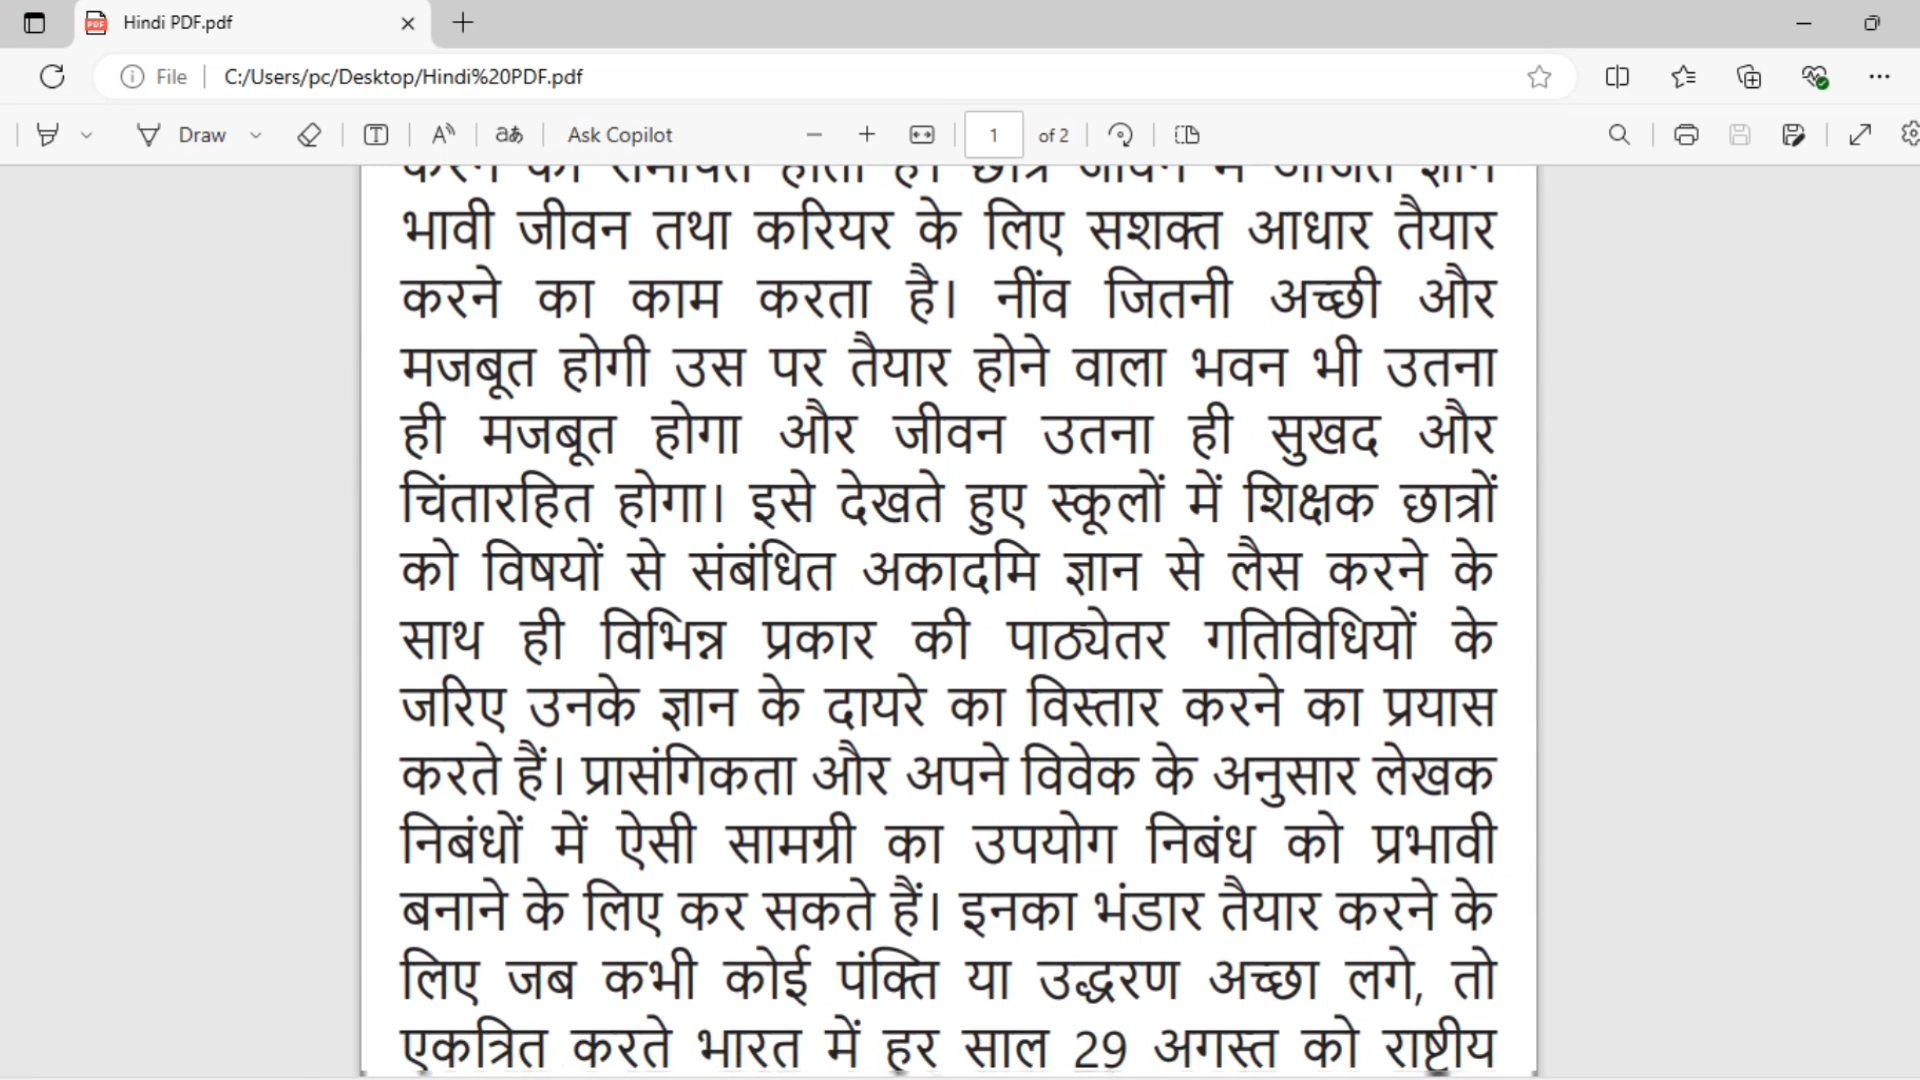 Hindi PDF.pdf
File C:/Users/pc/Desktop/Hindi%20PDF.pdf
Draw Ask Copilot 1 of 2
भावी जीवन तथा करियर के लिए सशक्त आधार तैयार
करने का काम करता है। नींव जितनी अच्छी और
मजबूत होगी उस पर तैयार होने वाला भवन भी उतना
ही मजबूत होगा और जीवन उतना ही सुखद और
चिंतारहित होगा। इसे देखते हुए स्कूलों में शिक्षक छात्रों
को विषयों से संबंधित अकादमि ज्ञान से लैस करने के
साथ ही विभिन्न प्रकार की पाठ्येतर गतिविधियों के
जरिए उनके ज्ञान के दायरे का विस्तार करने का प्रयास
करते हैं। प्रासंगिकता और अपने विवेक के अनुसार लेखक
निबंधों में ऐसी सामग्री का उपयोग निबंध को प्रभावी
बनाने के लिए कर सकते हैं। इनका भंडार तैयार करने के
लिए जब कभी कोई पंक्ति या उद्धरण अच्छा लगे, तो
एकत्रित करते भारत में हर साल 29 अगस्त को राष्ट्रीय